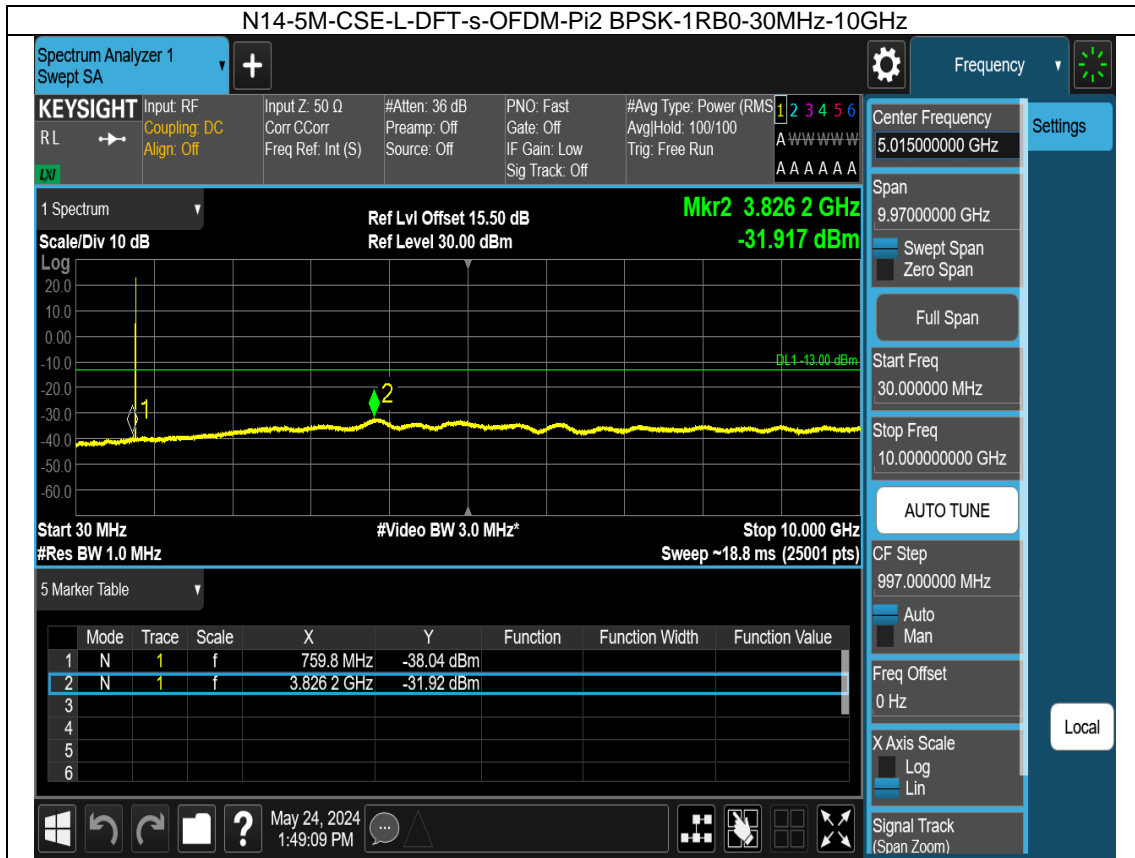 N14-5M-CSE-L-DFT-s-OFDM-Pi2 BPSK-1RB0-30MHz-10GHz
Spectrum Analyzer 1
Swept SA
+
Frequency
KEYSIGHT
RL
LXI
Input: RF
Coupling: DC
Align: Off
Input Z: 50 Ω
Corr CCorr
Freq Ref: Int (S)
#Atten: 36 dB
Preamp: Off
Source: Off
PNO: Fast
Gate: Off
IF Gain: Low
Sig Track: Off
#Avg Type: Power (RMS
Avg|Hold: 100/100
Trig: Free Run
1 2 3 4 5 6
A W W W W W
A A A A A A
1 Spectrum
Scale/Div 10 dB
Ref Lvl Offset 15.50 dB
Ref Level 30.00 dBm
Mkr2 3.826 2 GHz
-31.917 dBm
Log
20.0
10.0
0.00
-10.0
-20.0
-30.0
-40.0
-50.0
-60.0
DL1 -13.00 dBm
1
2
Start 30 MHz
#Video BW 3.0 MHz*
Stop 10.000 GHz
#Res BW 1.0 MHz
Sweep ~18.8 ms (25001 pts)
5 Marker Table
Mode Trace Scale X Y Function Function Width Function Value
1 N 1 f 759.8 MHz -38.04 dBm
2 N 1 f 3.826 2 GHz -31.92 dBm
3
4
5
6
?
May 24, 2024
1:49:09 PM
Center Frequency
5.015000000 GHz
Settings
Span
9.97000000 GHz
Swept Span
Zero Span
Full Span
Start Freq
30.000000 MHz
Stop Freq
10.000000000 GHz
AUTO TUNE
CF Step
997.000000 MHz
Auto
Man
Freq Offset
0 Hz
Local
X Axis Scale
Log
Lin
Signal Track
(Span Zoom)